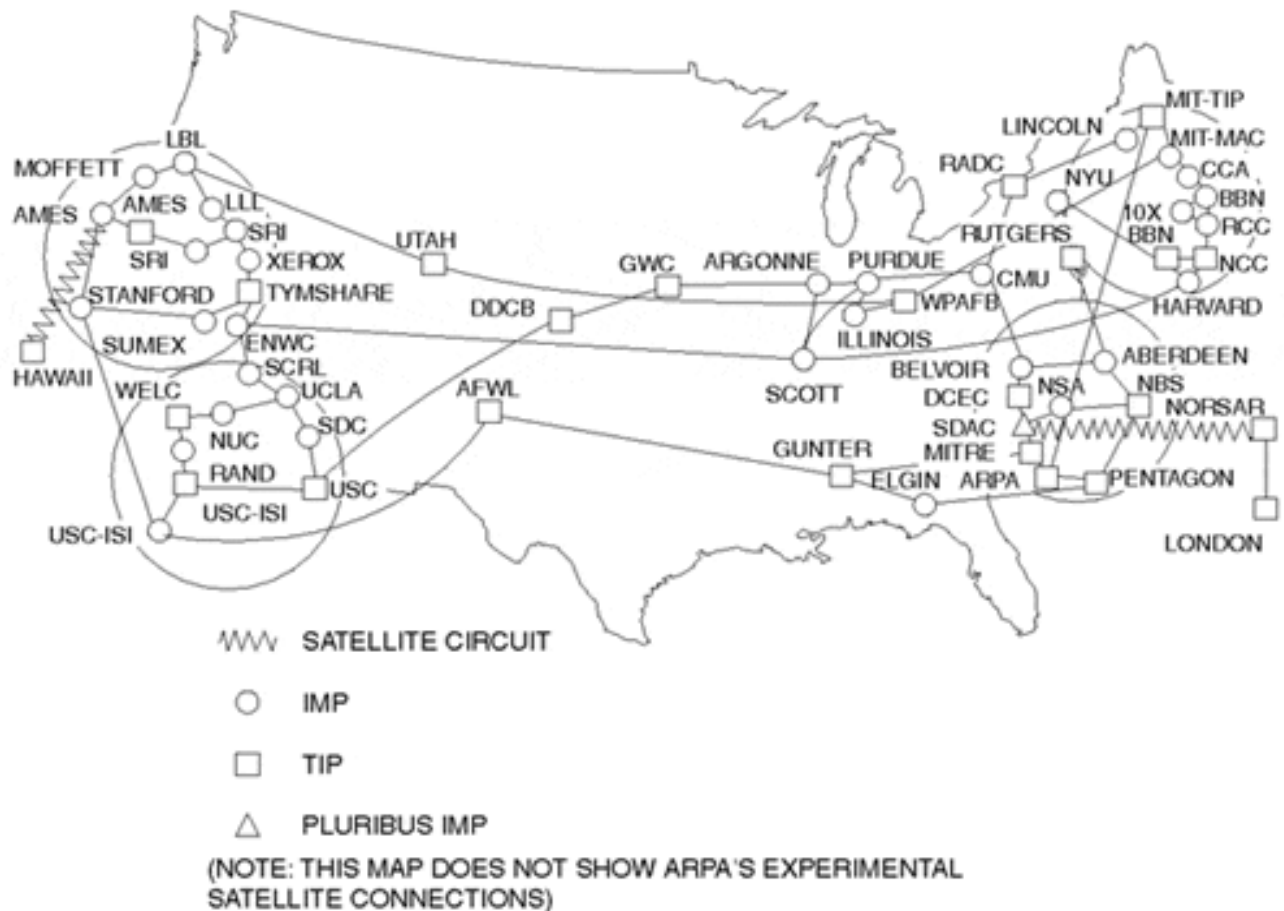 MIT-TIP
LINCOLN
LBL
MIT-MAC
MOFFETT
RADC
NYU
CCA
AMES
AMES
LLL
BBN
10X
SRI
RCC
UTAH
RUTGERS
BBN
SRI
XEROX
GWC
ARGONNE
PURDUE
NCC
STANFORD
TYMSHARE
CMU
DDCB
WPAFB
HARVARD
ILLINOIS
SUMEX
ENWC
HAWAII
SCRL
BELVOIR
ABERDEEN
WELC
UCLA
AFWL
SCOTT
DCEC
NSA
NBS
NORSAR
SDC
NUC
SDAC
GUNTER
MITRE
RAND
USC
ELGIN
ARPA
PENTAGON
USC-ISI
USC-ISI
LONDON
SATELLITE CIRCUIT
IMP
TIP
PLURIBUS IMP
(NOTE: THIS MAP DOES NOT SHOW ARPA'S EXPERIMENTAL
SATELLITE CONNECTIONS)